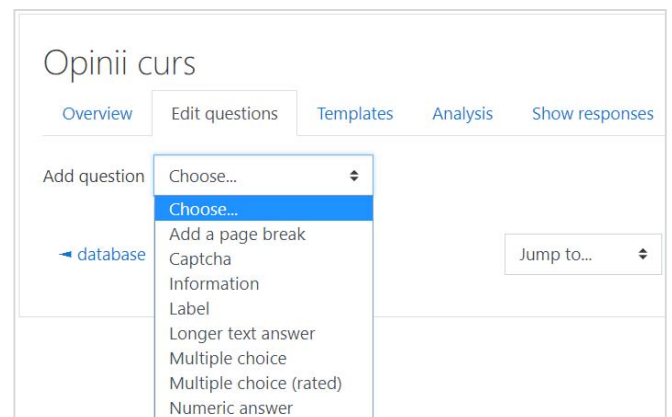 Opinii curs
Overview Edit questions Templates Analysis Show responses
Add question Choose...
Choose...
Add a page break
◄ database Captcha Jump to...
Information
Label
Longer text answer
Multiple choice
Multiple choice (rated)
Numeric answer